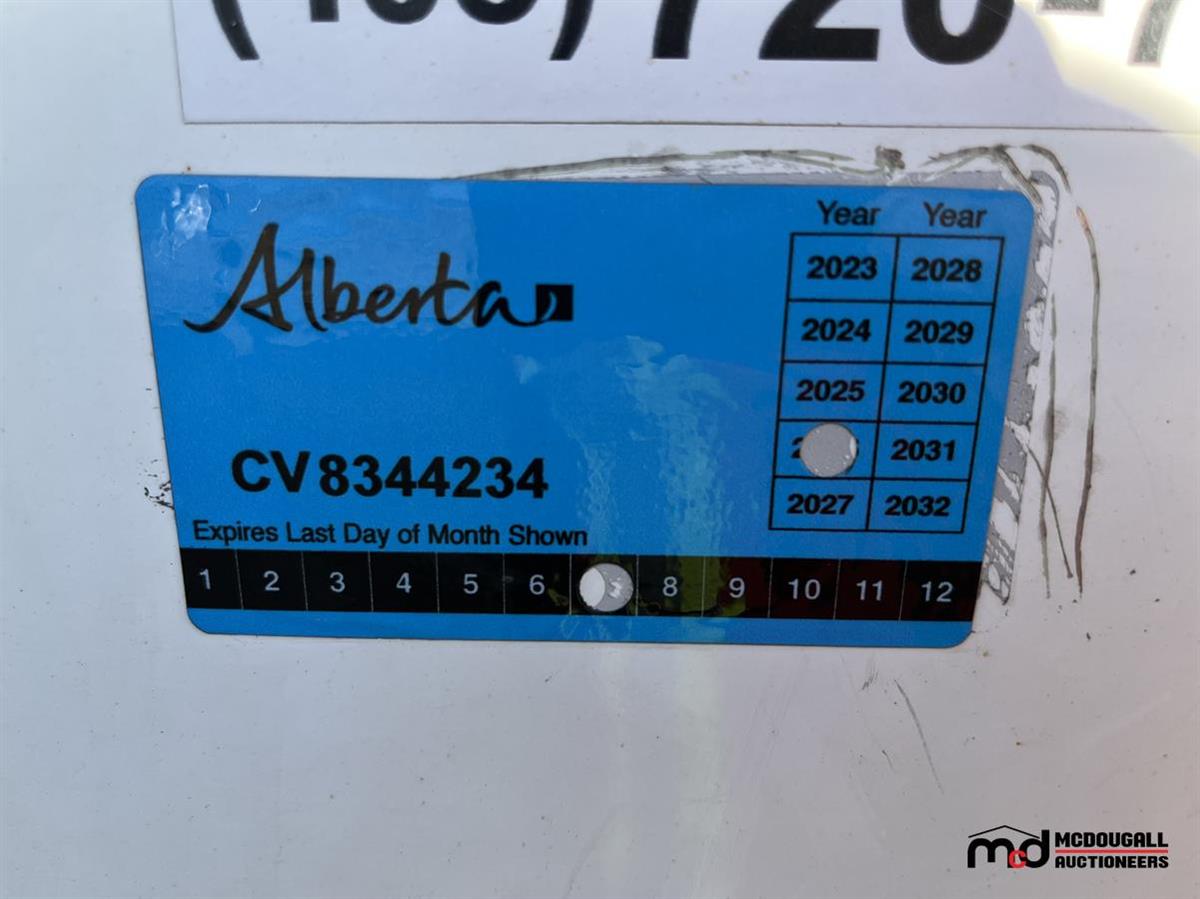 Year Year
2023 2028
2024 2029
2025 2030
2031
2027 2032
Alberta
CV8344234
Expires Last Day of Month Shown
1 2 3 4 5 6 8 9 10 11 12
mcd MCDOUGALL
AUCTIONEERS